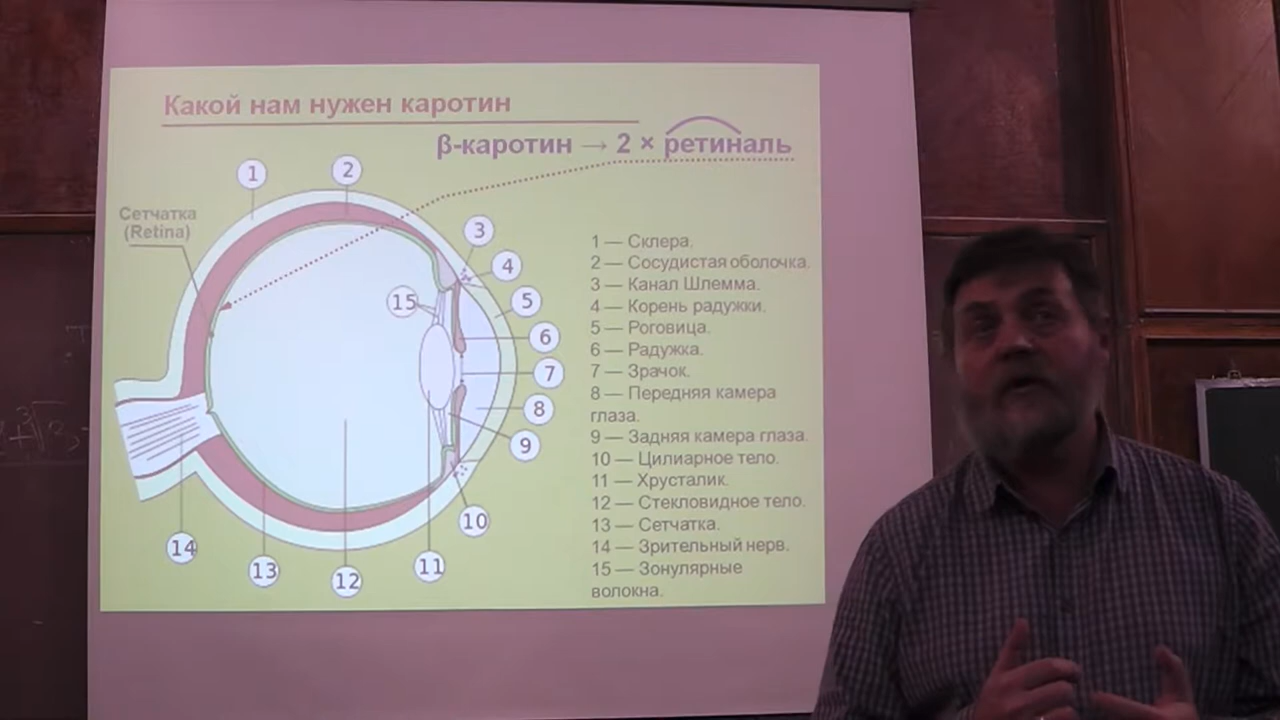 Какой нам нужен каротин
β-каротин → 2 × ретиналь
1
2
Сетчатка
(Retina)
3
4
15
5
6
7
8
9
10
14
13
12
11
1 — Склера.
2 — Сосудистая оболочка.
3 — Канал Шлемма.
4 — Корень радужки.
5 — Роговица.
6 — Радужка.
7 — Зрачок.
8 — Передняя камера
глаза.
9 — Задняя камера глаза.
10 — Цилиарное тело.
11 — Хрусталик.
12 — Стекловидное тело.
13 — Сетчатка.
14 — Зрительный нерв.
15 — Зонулярные
волокна.